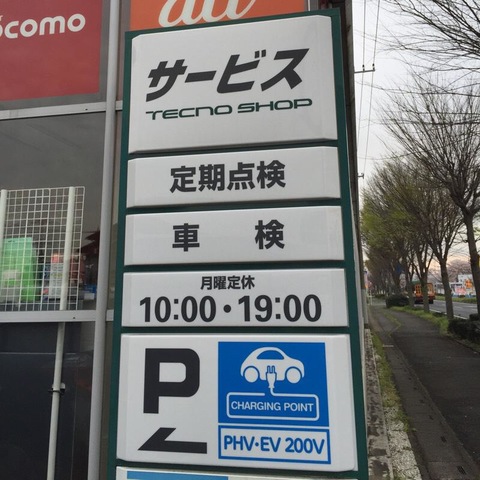 ocomo
au
サービス
TECNO SHOP
定期点検
車検
月曜定休
10:00・19:00
P
CHARGING POINT
PHV・EV 200V